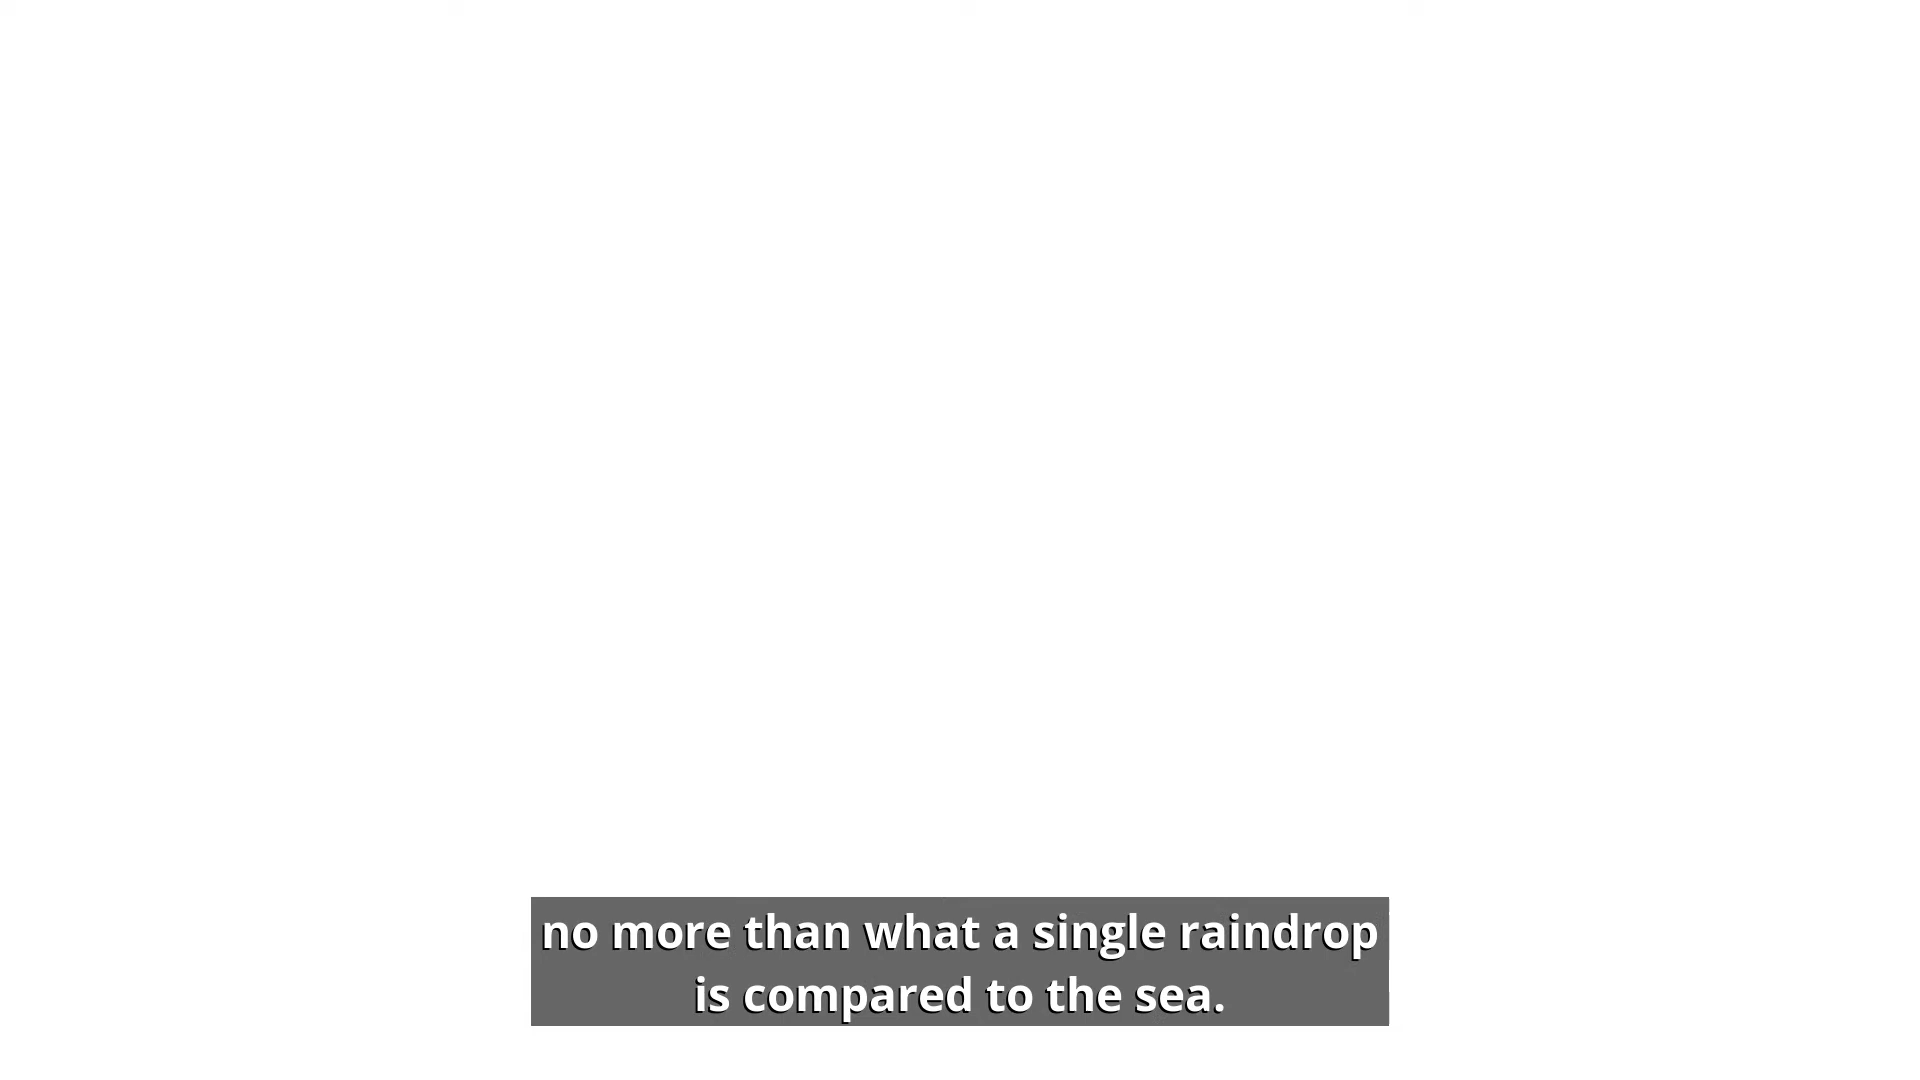 no more than what a single raindrop
is compared to the sea.